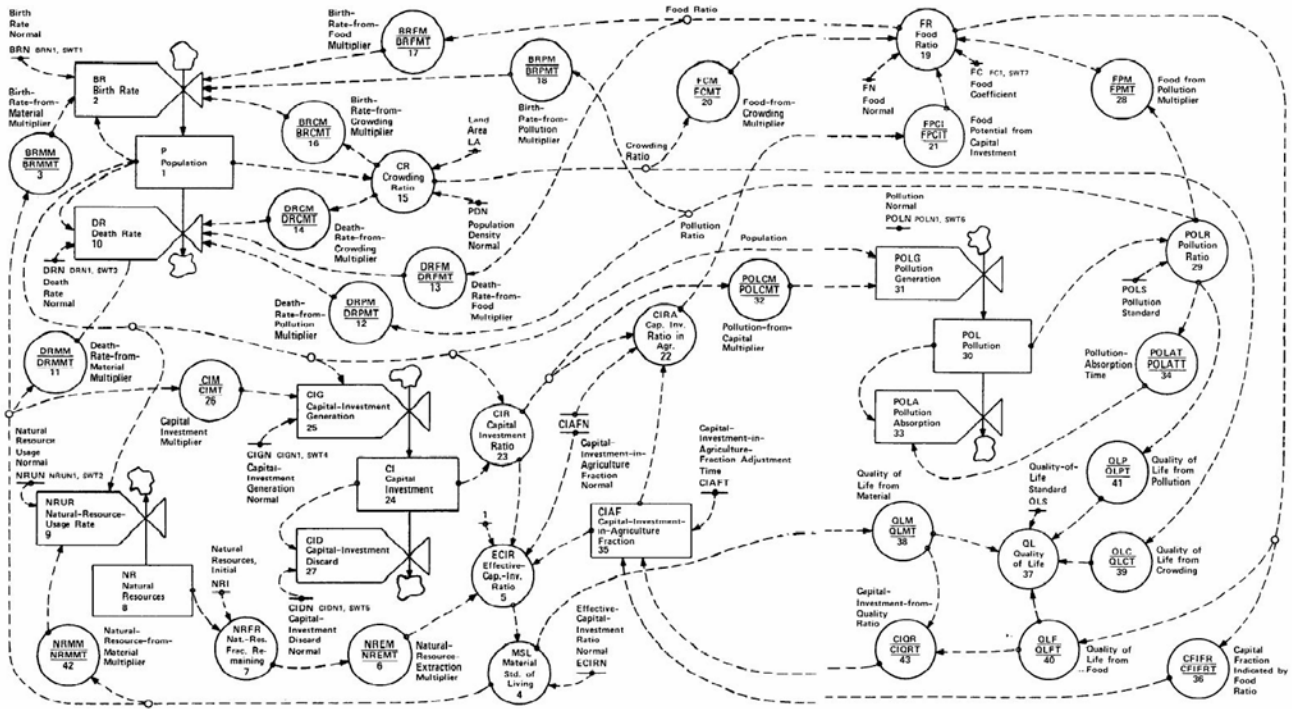 Birth
Rate
Normal
BRN BRN1, SWT1
BR
Birth Rate
2
Birth-
Rate-from-
Material
Multiplier
BRMM
BRMMT
3
P
Population
1
DR
Death Rate
10
DRN DRN1, SWT3
Death
Rate
Normal
DRMM
DRMMT
11
Death-
Rate-from-
Material
Multiplier
Birth-
Rate-from-
Food
Multiplier
BRFM
BRFMT
17
BRPM
BRPMT
18
Birth-
Rate-from-
Pollution
Multiplier
BRCM
BRCMT
16
Birth-
Rate-from-
Crowding
Multiplier
Land
Area
LA
CR
Crowding
Ratio
15
PDN
Population
Density
Normal
DRCM
DRCMT
14
Death-
Rate-from-
Crowding
Multiplier
DRFM
DRFMT
13
Death-
Rate-from-
Food
Multiplier
Death-
Rate-from-
Pollution
Multiplier
DRPM
DRPMT
12
Food Ratio
FCM
FCMT
20
Food-from-
Crowding
Multiplier
Crowding
Ratio
Pollution
Ratio
Population
FR
Food
Ratio
19
FN
Food
Normal
FC FC1, SWT7
Food
Coefficient
FPCI
FPCIT
21
Food
Potential from
Capital
Investment
FPM
FPMT
28
Food from
Pollution
Multiplier
Pollution
Normal
POLN POLN1, SWT6
POLG
Pollution
Generation
31
POLR
Pollution
Ratio
29
POLS
Pollution
Standard
POL
Pollution
30
POLA
Pollution
Absorption
33
Pollution-
Absorption
Time
POLAT
POLATT
34
POLCM
POLCMT
32
Pollution-from-
Capital
Multiplier
CIRA
Cap. Inv.
Ratio in
Agr.
22
CIM
CIMT
26
Capital
Investment
Multiplier
CIG
Capital-Investment
Generation
25
CIGN CIGN1, SWT4
Capital-
Investment
Generation
Normal
CIR
Capital
Investment
Ratio
23
CIAFN
Capital-
Investment-in-
Agriculture
Fraction
Normal
Capital-
Investment-in-
Agriculture-
Fraction Adjustment
Time
CIAFT
CI
Capital
Investment
24
CID
Capital-Investment
Discard
27
CIDN CIDN1, SWT5
Capital-
Investment
Discard
Normal
CIAF
Capital-Investment-
in-Agriculture
Fraction
35
1
ECIR
Effective-
Cap.-Inv.
Ratio
5
Effective-
Capital-
Investment
Ratio
Normal
ECIRN
MSL
Material
Std. of
Living
4
Natural
Resource
Usage
Normal
NRUN NRUN1, SWT2
NRUR
Natural-Resource-
Usage Rate
9
NR
Natural
Resources
8
Natural
Resources,
Initial
NRI
NRFR
Nat.-Res.
Frac. Re-
maining
7
NREM
NREMT
6
Natural-
Resource-
Extraction
Multiplier
NRMM
NRMMT
42
Natural-
Resource-from-
Material
Multiplier
Quality of
Life from
Material
QLM
QLMT
38
Quality-of-
Life
Standard
QLS
QL
Quality
of Life
37
QLP
QLPT
41
Quality of
Life from
Pollution
QLC
QLCT
39
Quality of
Life from
Crowding
Capital-
Investment-from-
Quality
Ratio
CIQR
CIQRT
43
QLF
QLFT
40
Quality of
Life from
Food
CFIFR
CFIFRT
36
Capital
Fraction
Indicated by
Food
Ratio